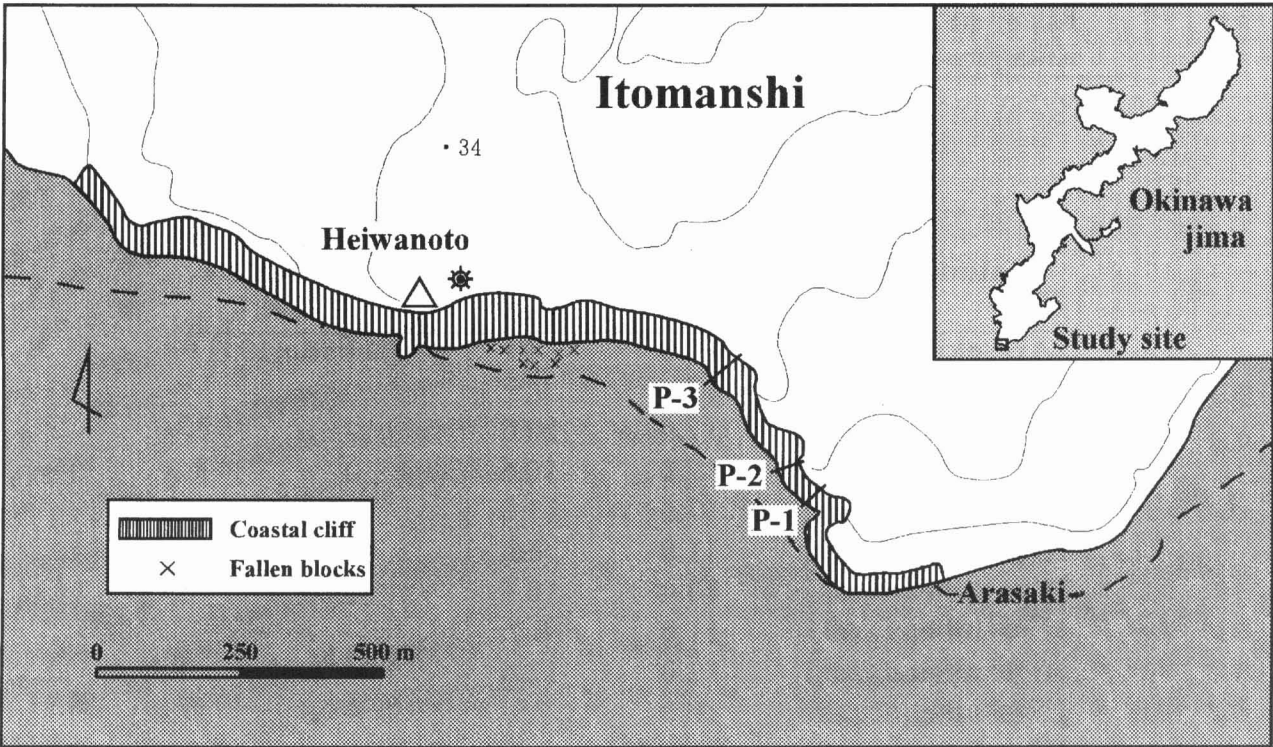 Itomanshi
34
Heiwanoto
Okinawa
jima
Study site
P-3
P-2
P-1
Arasaki
Coastal cliff
× Fallen blocks
0 250 500 m